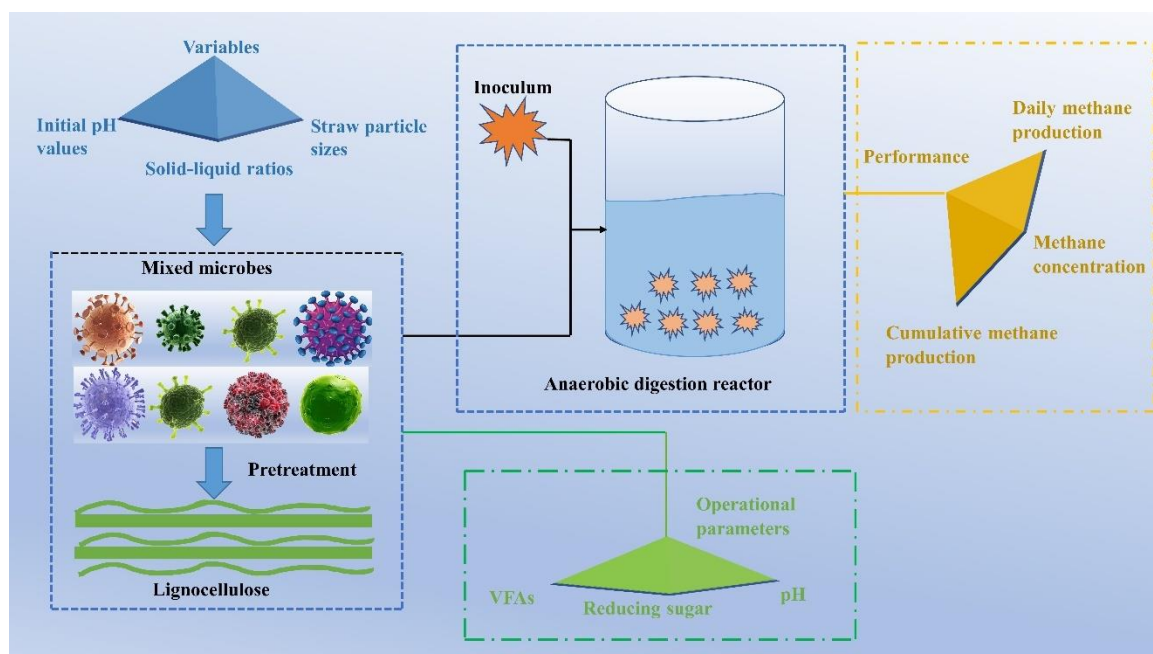 Variables
Initial pH
values
Straw particle
sizes
Solid-liquid ratios
Mixed microbes
Pretreatment
Lignocellulose
Inoculum
Anaerobic digestion reactor
Performance
Daily methane
production
Methane
concentration
Cumulative methane
production
Operational
parameters
VFAs
Reducing sugar
pH